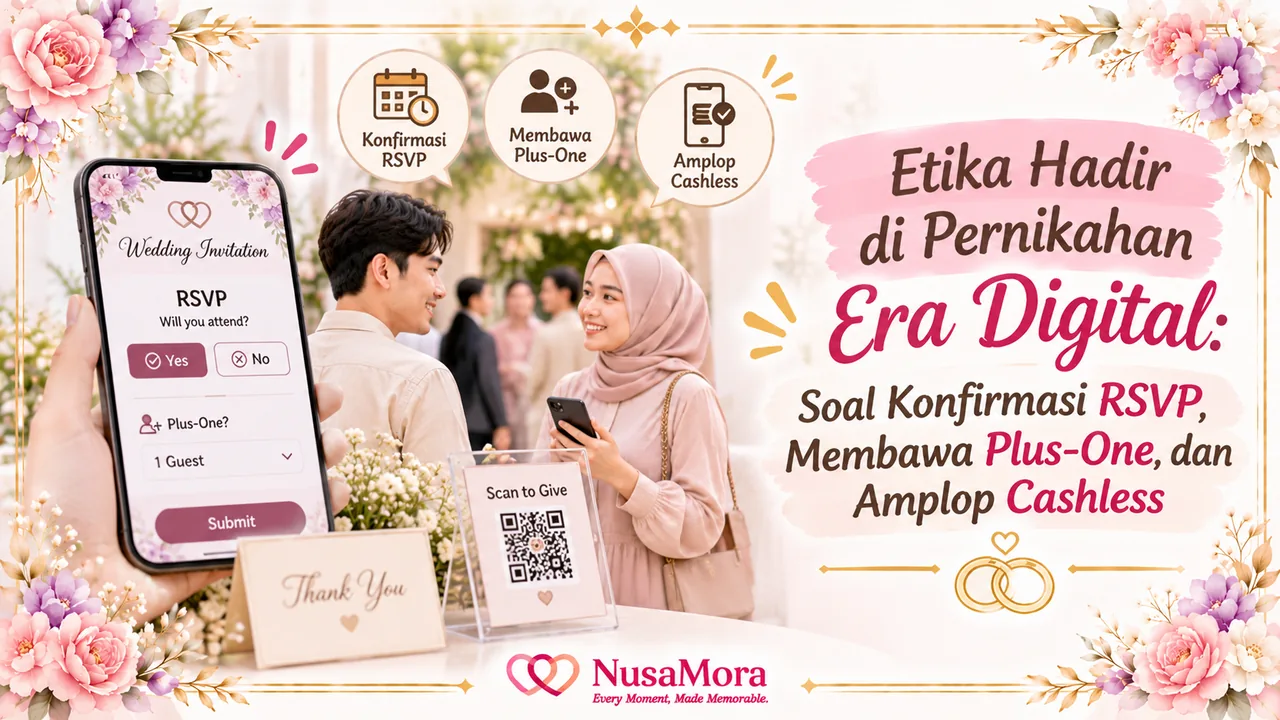 Konfirmasi
RSVP
Membawa
Plus-One
Amplop
Cashless
Wedding Invitation
RSVP
Will you attend?
Yes
No
Plus-One?
1 Guest
Submit
Thank You
Scan to Give
Etika Hadir
di Pernikahan
Era Digital:
Soal Konfirmasi RSVP,
Membawa Plus-One, dan
Amplop Cashless
NusaMora
Every Moment, Made Memorable.